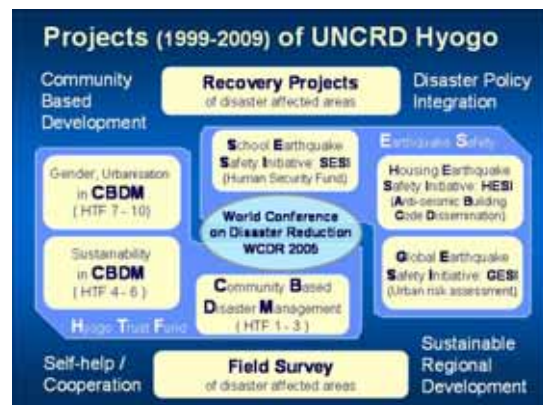 Projects (1999-2009) of UNCRD Hyogo
Community
Based
Development
Recovery Projects
of disaster affected areas
Disaster Policy
Integration
School Earthquake
Safety Initiative: SESI
(Human Security Fund)
Earthquake Safety
Gender, Urbanisation
in CBDM
( HTF 7 - 10)
Housing Earthquake
Safety Initiative: HESI
(Anti-seismic Building
Code Dissemination)
World Conference
on Disaster Reduction
WCDR 2005
Sustainability
in CBDM
( HTF 4 - 6 )
Global Earthquake
Safety Initiative: GESI
(Urban risk assessment)
Community Based
Disaster Management
( HTF 1 - 3 )
Hyogo Trust Fund
Self-help /
Cooperation
Field Survey
of disaster affected areas
Sustainable
Regional
Development